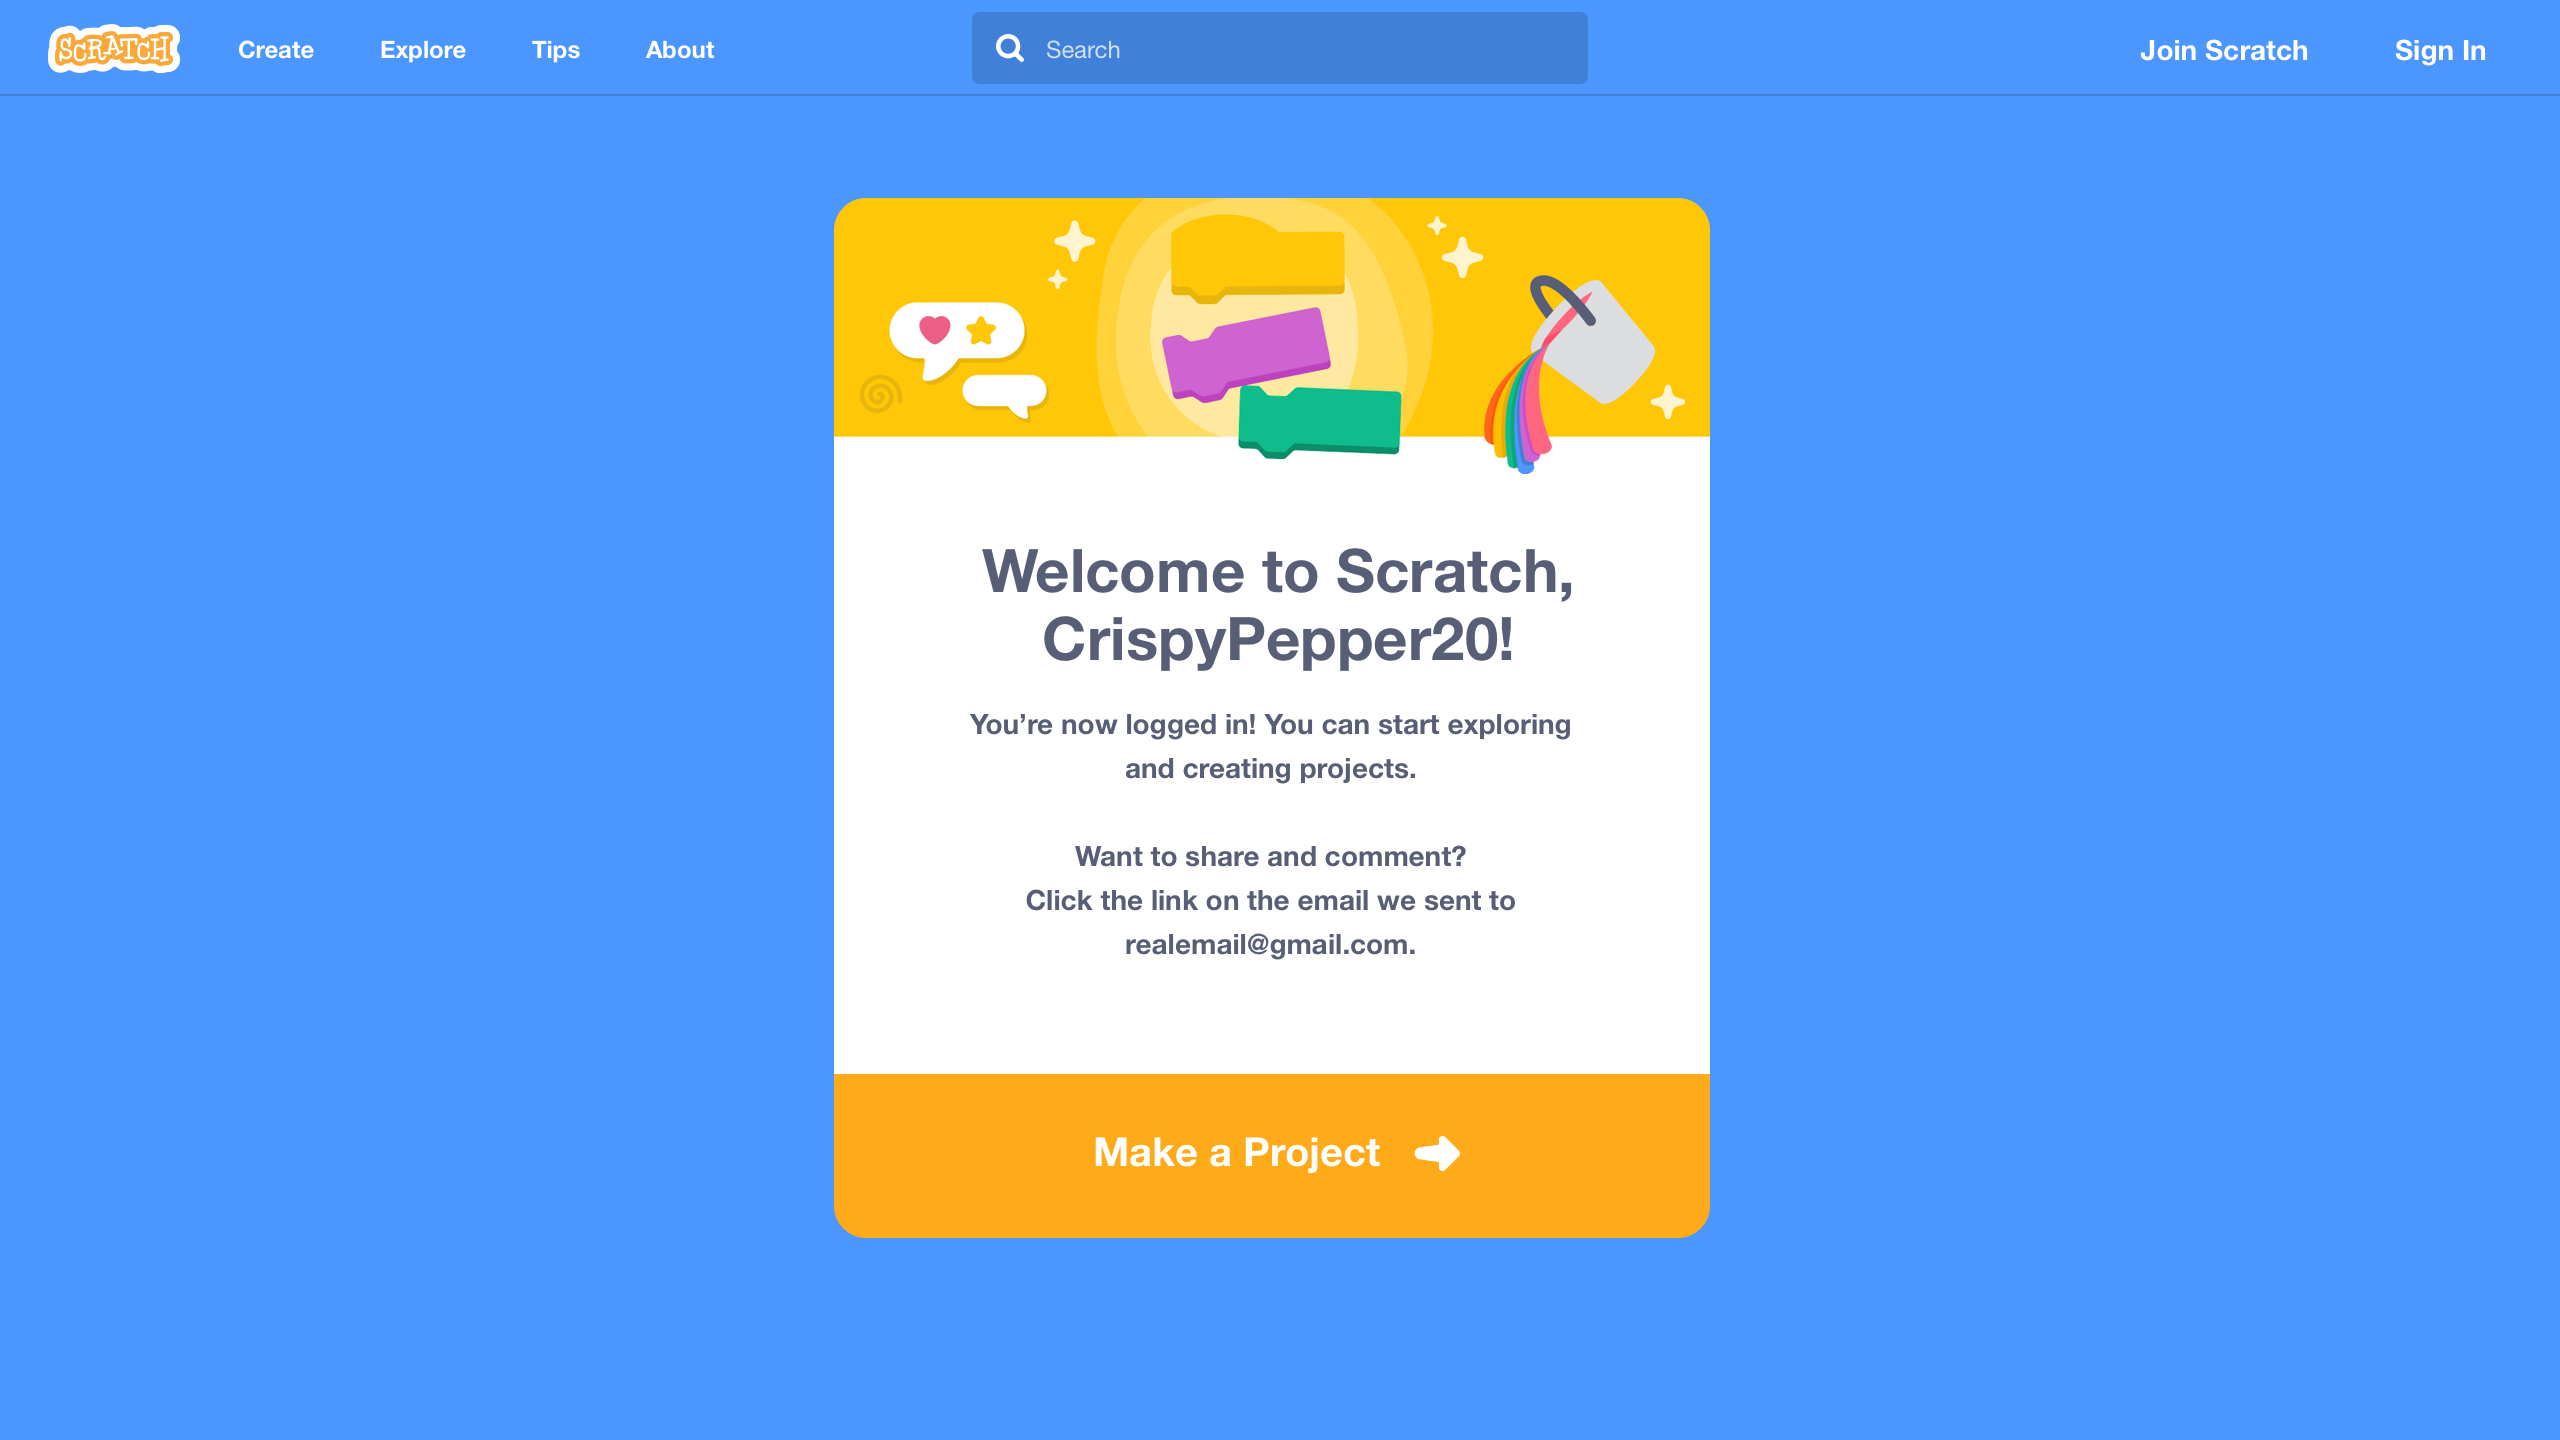 SCRATCH
Create
Explore
Tips
About
Search
Join Scratch
Sign In
Welcome to Scratch,
CrispyPepper20!
You’re now logged in! You can start exploring
and creating projects.
Want to share and comment?
Click the link on the email we sent to
realemail@gmail.com.
Make a Project